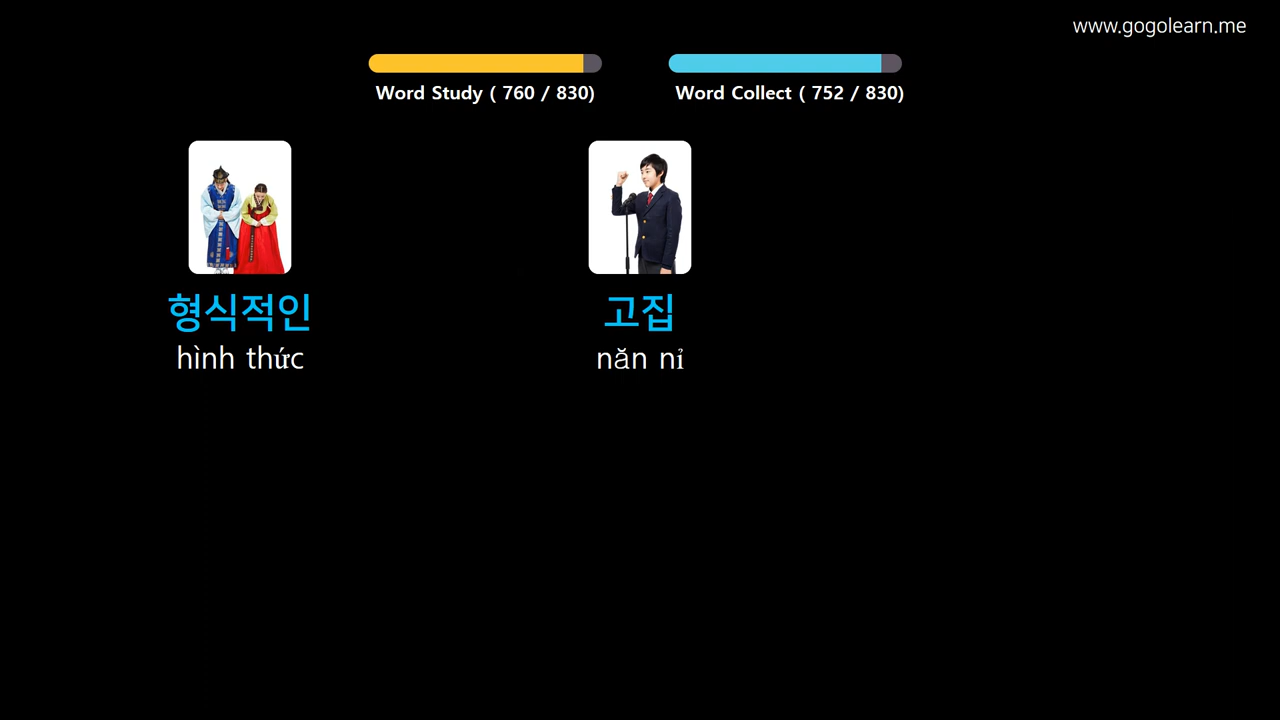 www.gogolearn.me
Word Study ( 760 / 830)
Word Collect ( 752 / 830)
형식적인
고집
hình thức
năn nỉ